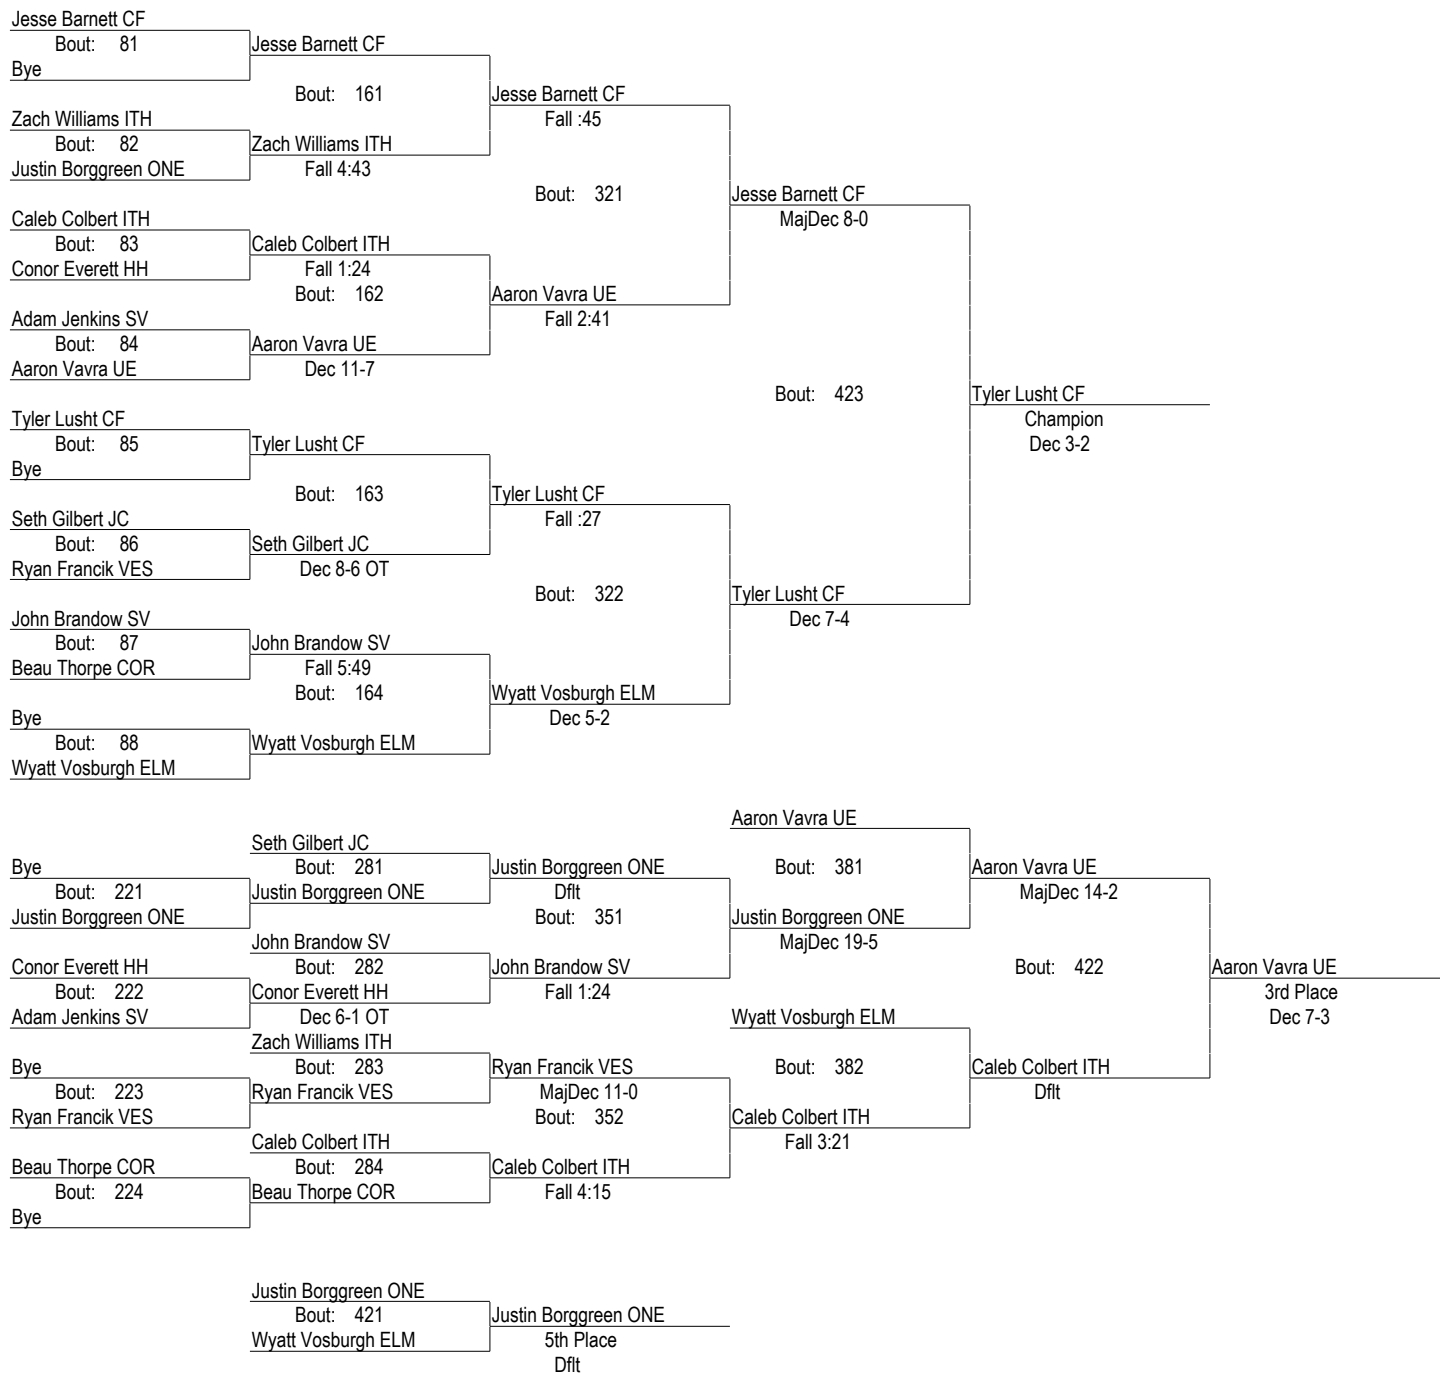 Jesse Barnett CF
Bout: 81
Jesse Barnett CF
Bye
Bout: 161
Jesse Barnett CF
Zach Williams ITH
Fall :45
Bout: 82
Zach Williams ITH
Justin Borggreen ONE
Fall 4:43
Bout: 321
Jesse Barnett CF
Caleb Colbert ITH
MajDec 8-0
Bout: 83
Caleb Colbert ITH
Conor Everett HH
Fall 1:24
Bout: 162
Aaron Vavra UE
Adam Jenkins SV
Fall 2:41
Bout: 84
Aaron Vavra UE
Aaron Vavra UE
Dec 11-7
Bout: 423
Tyler Lusht CF
Tyler Lusht CF
Champion
Bout: 85
Tyler Lusht CF
Dec 3-2
Bye
Bout: 163
Tyler Lusht CF
Seth Gilbert JC
Fall :27
Bout: 86
Seth Gilbert JC
Ryan Francik VES
Dec 8-6 OT
Bout: 322
Tyler Lusht CF
John Brandow SV
Dec 7-4
Bout: 87
John Brandow SV
Beau Thorpe COR
Fall 5:49
Bout: 164
Wyatt Vosburgh ELM
Bye
Dec 5-2
Bout: 88
Wyatt Vosburgh ELM
Wyatt Vosburgh ELM
Aaron Vavra UE
Seth Gilbert JC
Bye
Bout: 281
Justin Borggreen ONE
Bout: 381
Aaron Vavra UE
Bout: 221
Justin Borggreen ONE
Dflt
MajDec 14-2
Justin Borggreen ONE
Bout: 351
Justin Borggreen ONE
John Brandow SV
MajDec 19-5
Conor Everett HH
Bout: 282
John Brandow SV
Bout: 422
Aaron Vavra UE
Bout: 222
Conor Everett HH
Fall 1:24
3rd Place
Adam Jenkins SV
Dec 6-1 OT
Wyatt Vosburgh ELM
Dec 7-3
Zach Williams ITH
Bye
Bout: 283
Ryan Francik VES
Bout: 382
Caleb Colbert ITH
Bout: 223
Ryan Francik VES
MajDec 11-0
Dflt
Ryan Francik VES
Bout: 352
Caleb Colbert ITH
Caleb Colbert ITH
Fall 3:21
Beau Thorpe COR
Bout: 284
Caleb Colbert ITH
Bout: 224
Beau Thorpe COR
Fall 4:15
Bye
Justin Borggreen ONE
Bout: 421
Justin Borggreen ONE
Wyatt Vosburgh ELM
5th Place
Dflt